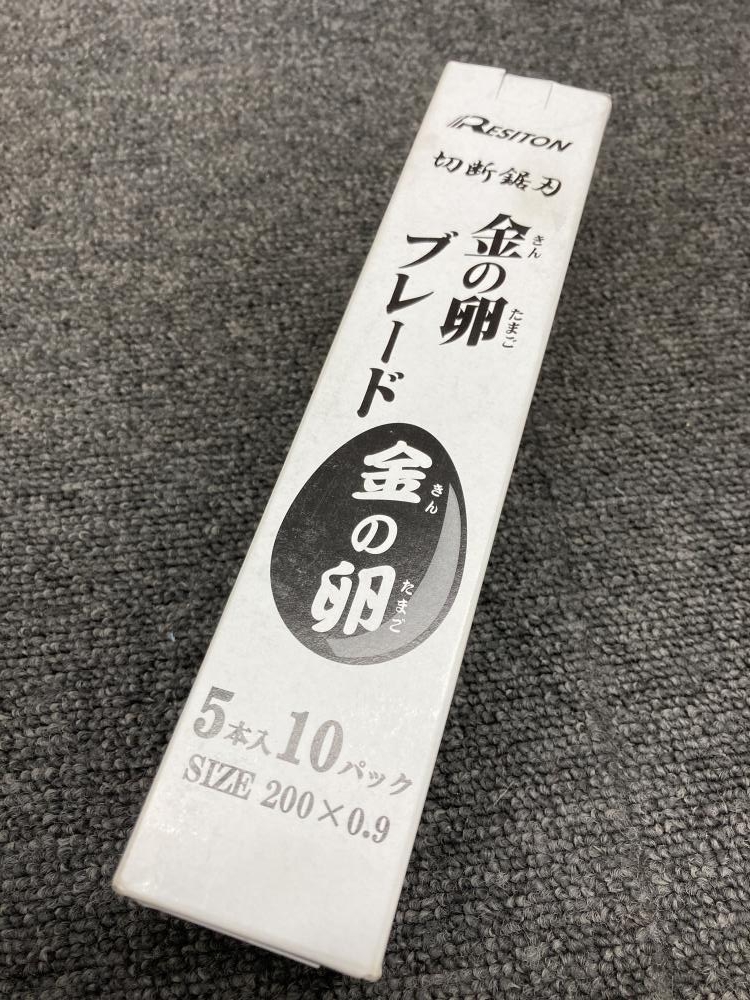 RESITON
切断鋸刃
金の卵
きん
たまご
ブレード
金の卵
きん
たまご
5本入10パック
SIZE 200×0.9